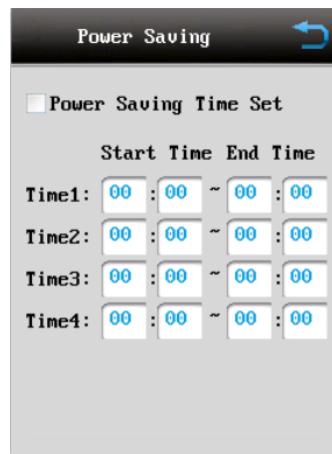 Power Saving
Power Saving Time Set
Start Time End Time
Time1: 00 : 00 ~ 00 : 00
Time2: 00 : 00 ~ 00 : 00
Time3: 00 : 00 ~ 00 : 00
Time4: 00 : 00 ~ 00 : 00